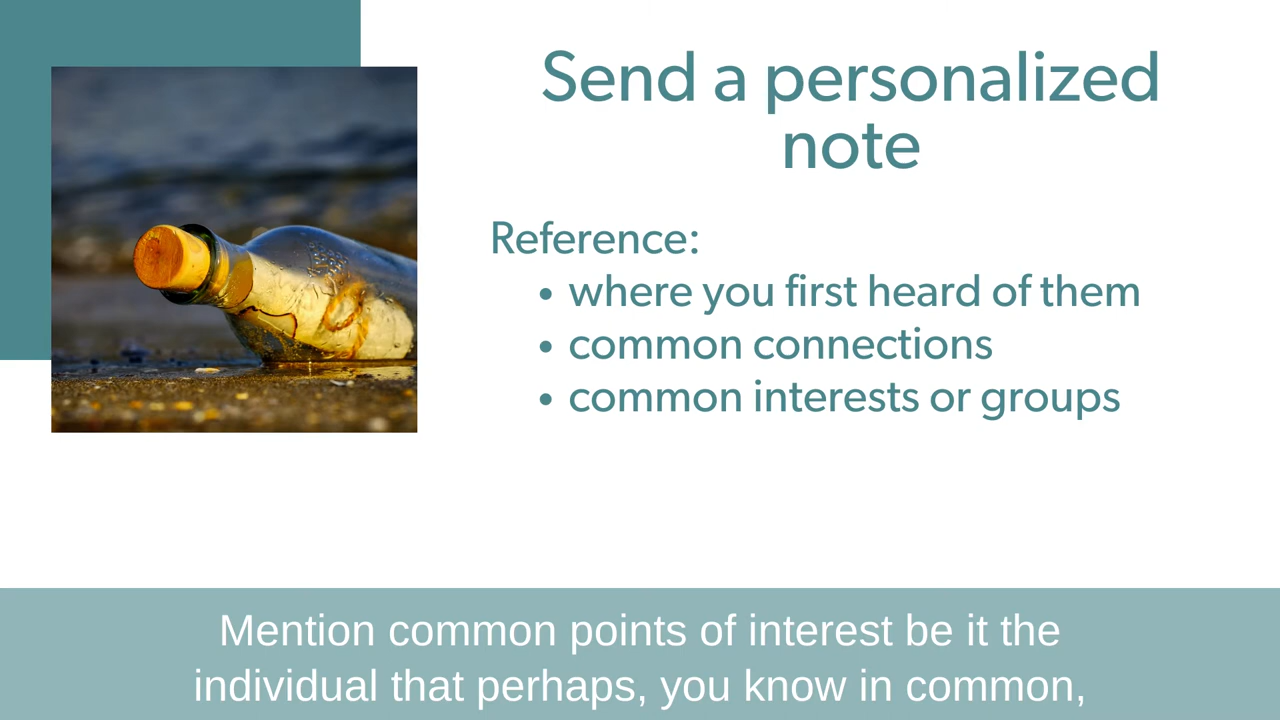 Send a personalized
note
Reference:
• where you first heard of them
• common connections
• common interests or groups
Mention common points of interest be it the
individual that perhaps, you know in common,